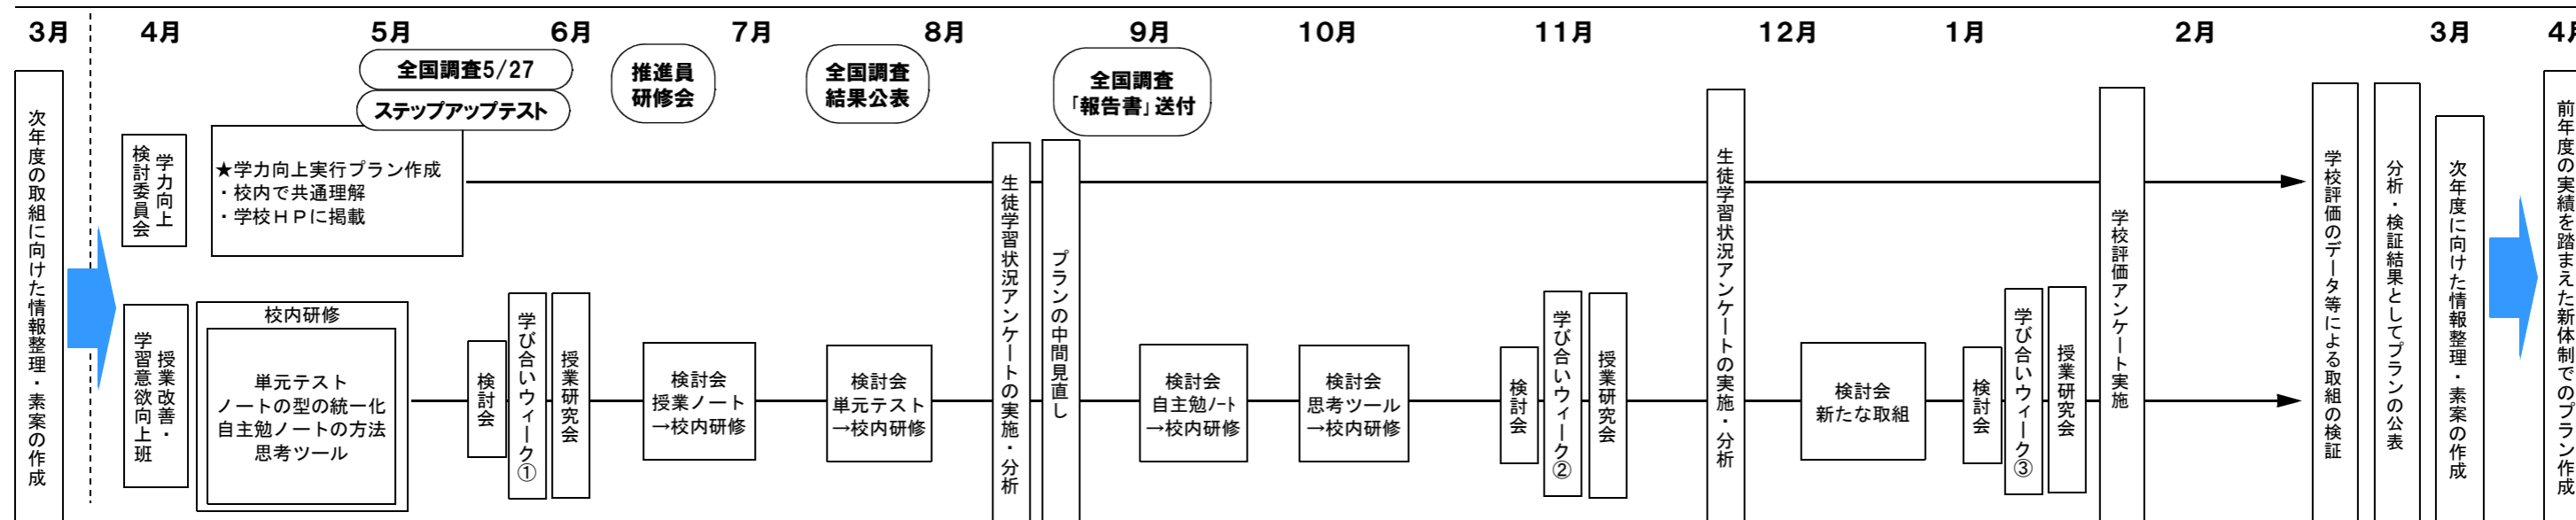 3月
4月
5月
6月
7月
8月
9月
10月
11月
12月
1月
2月
3月
4月
全国調査5/27
ステップアップテスト
推進員
研修会
全国調査
結果公表
全国調査
「報告書」送付
次年度の取組に向けた情報整理・素案の作成
学力向上
検討委員会
★学力向上実行プラン作成
・校内で共通理解
・学校HPに掲載
授業改善・
学習意欲向上班
校内研修
単元テスト
ノートの型の統一化
自主勉ノートの方法
思考ツール
検討会
学び合いウィーク①
授業研究会
検討会
授業ノート
→校内研修
検討会
単元テスト
→校内研修
生徒学習状況アンケートの実施・分析
プランの中間見直し
検討会
自主勉ノート
→校内研修
検討会
思考ツール
→校内研修
検討会
学び合いウィーク②
授業研究会
生徒学習状況アンケートの実施・分析
検討会
新たな取組
検討会
学び合いウィーク③
授業研究会
学校評価アンケート実施
学校評価のデータ等による取組の検証
分析・検証結果としてプランの公表
次年度に向けた情報整理・素案の作成
前年度の実績を踏まえた新体制でのプラン作成